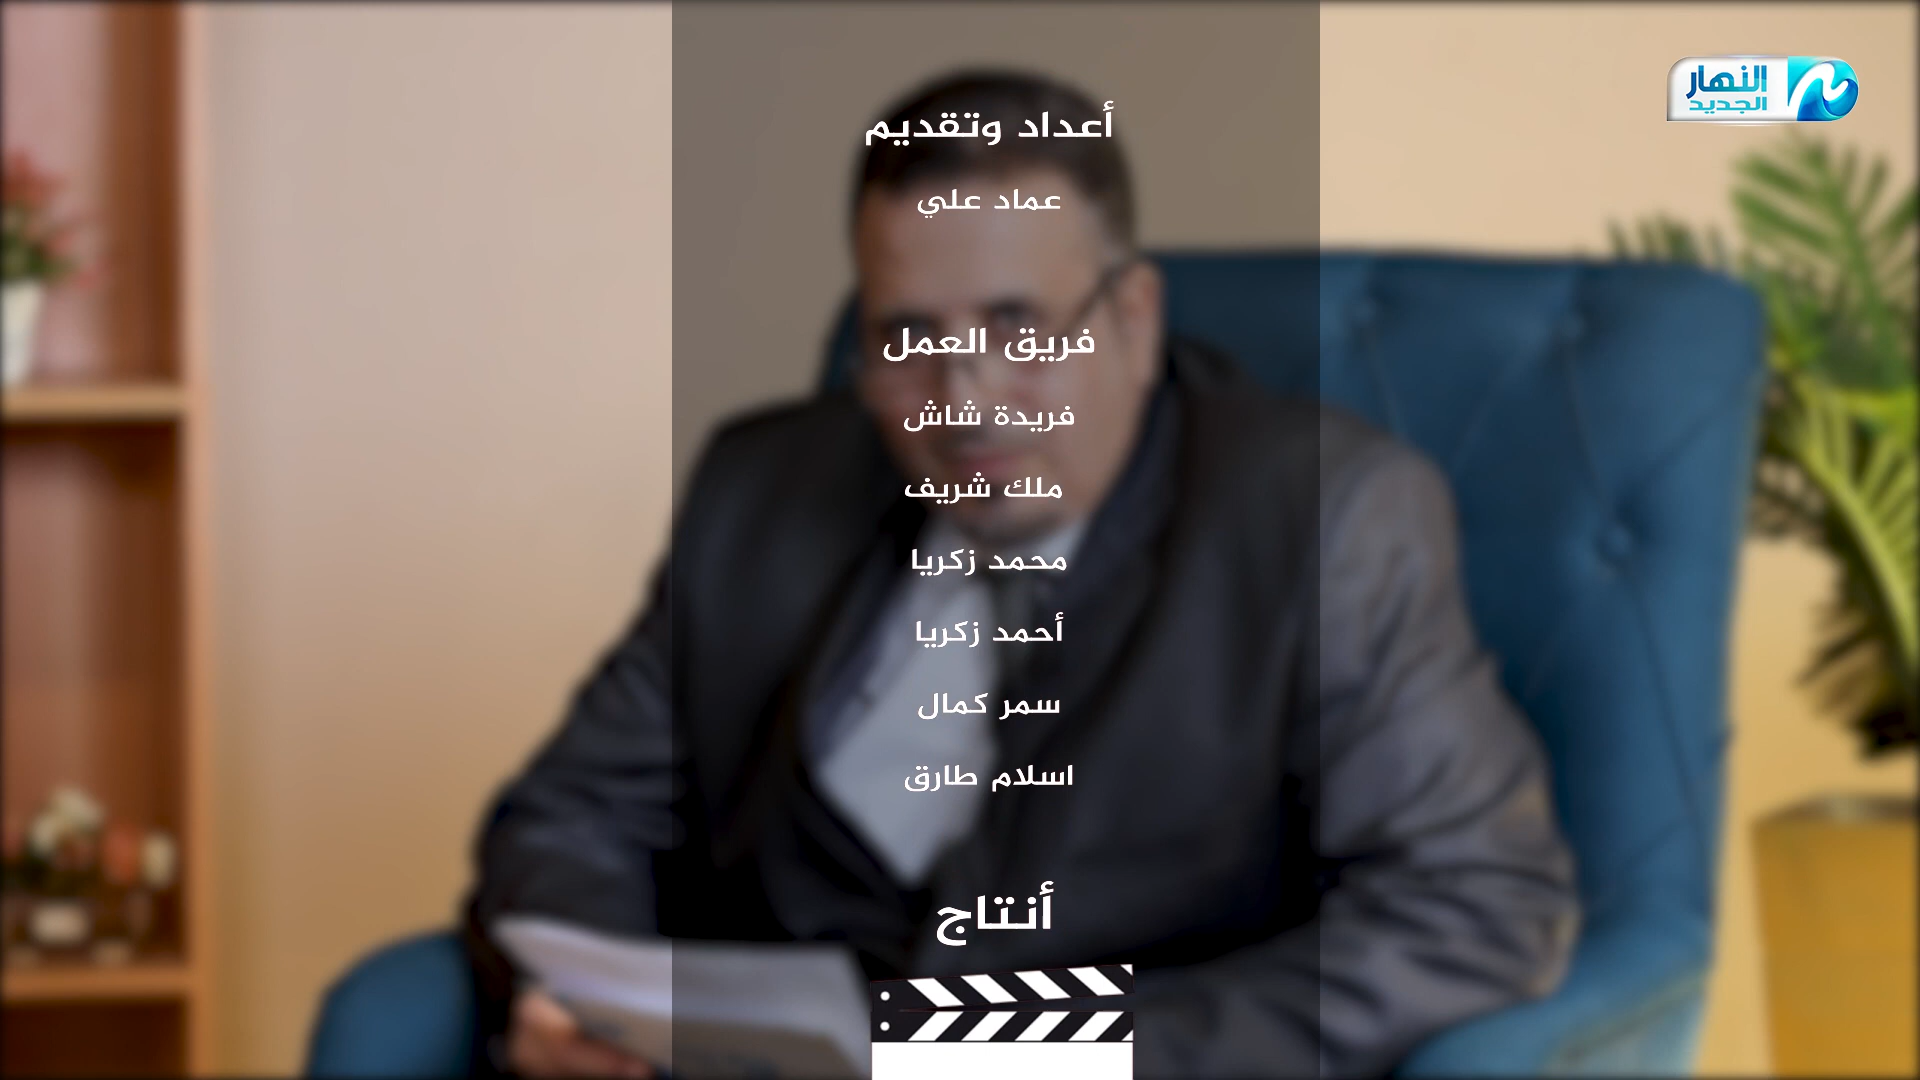 النهار
الجديد
أعداد وتقديم
عماد علي
فريق العمل
فريدة شاش
ملك شريف
محمد زكريا
أحمد زكريا
سمر كمال
اسلام طارق
أنتاج